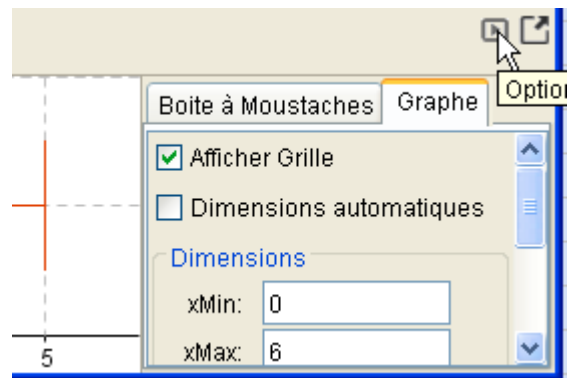 Option
Boite à Moustaches Graphe
Afficher Grille
Dimensions automatiques
Dimensions
xMin: 0
xMax: 6
5